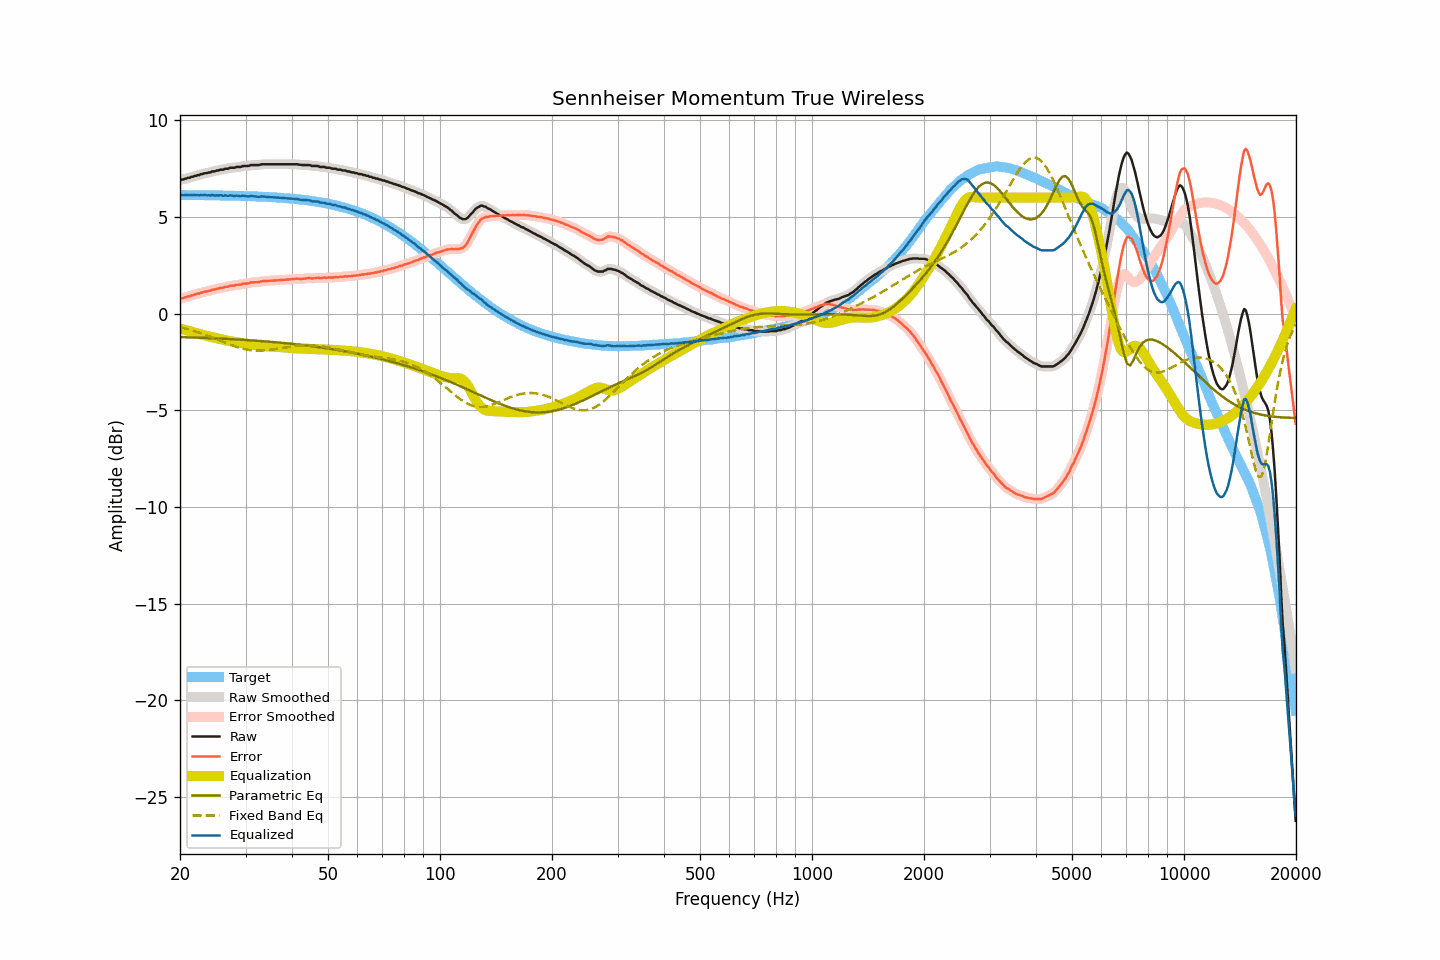 Sennheiser Momentum True Wireless
10
5
0
−5
−10
−15
−20
−25
Amplitude (dBr)
Target
Raw Smoothed
Error Smoothed
Raw
Error
Equalization
Parametric Eq
Fixed Band Eq
Equalized
20 50 100 200 500 1000 2000 5000 10000 20000
Frequency (Hz)